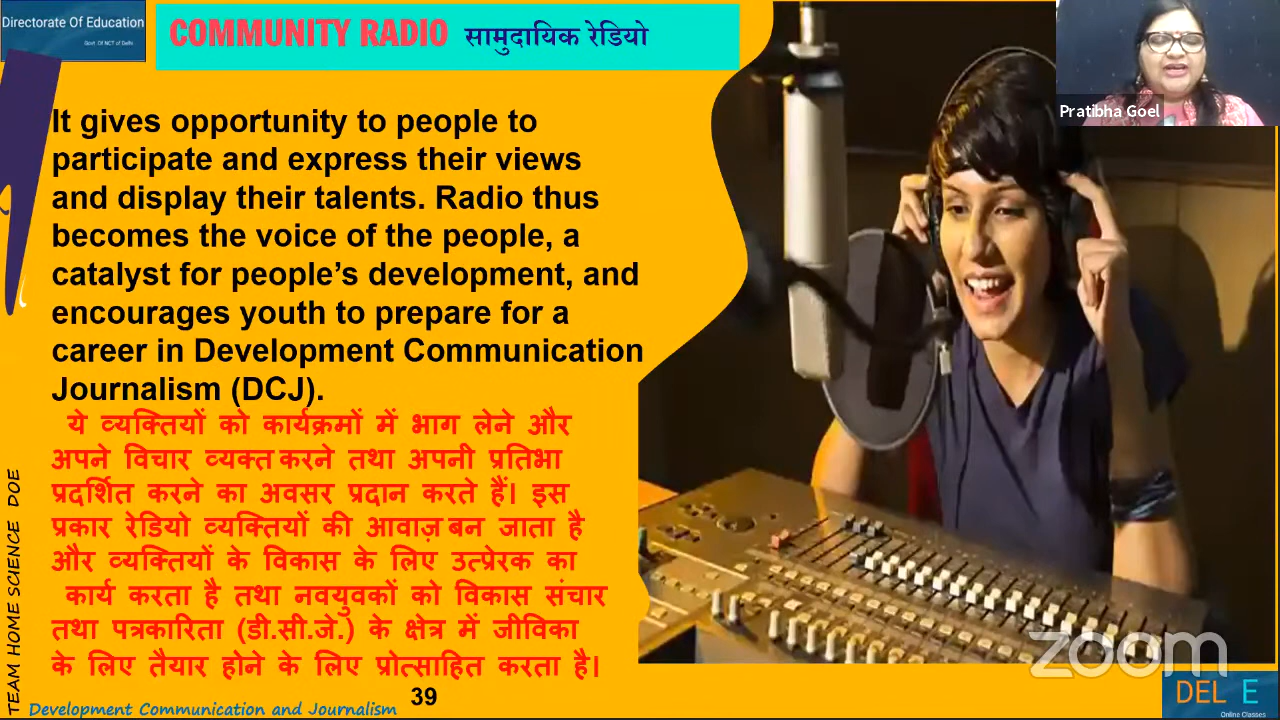 Directorate Of Education
Govt. Of NCT of Delhi
COMMUNITY RADIO सामुदायिक रेडियो
Pratibha Goel
It gives opportunity to people to
participate and express their views
and display their talents. Radio thus
becomes the voice of the people, a
catalyst for people’s development, and
encourages youth to prepare for a
career in Development Communication
Journalism (DCJ).
ये व्यक्तियों को कार्यक्रमों में भाग लेने और
अपने विचार व्यक्त करने तथा अपनी प्रतिभा
प्रदर्शित करने का अवसर प्रदान करते हैं। इस
प्रकार रेडियो व्यक्तियों की आवाज़ बन जाता है
और व्यक्तियों के विकास के लिए उत्प्रेरक का
कार्य करता है तथा नवयुवकों को विकास संचार
तथा पत्रकारिता (डी.सी.जे.) के क्षेत्र में जीविका
के लिए तैयार होने के लिए प्रोत्साहित करता है।
TEAM HOME SCIENCE DOE
Development Communication and Journalism
39
zoom
DEL E
Online Classes